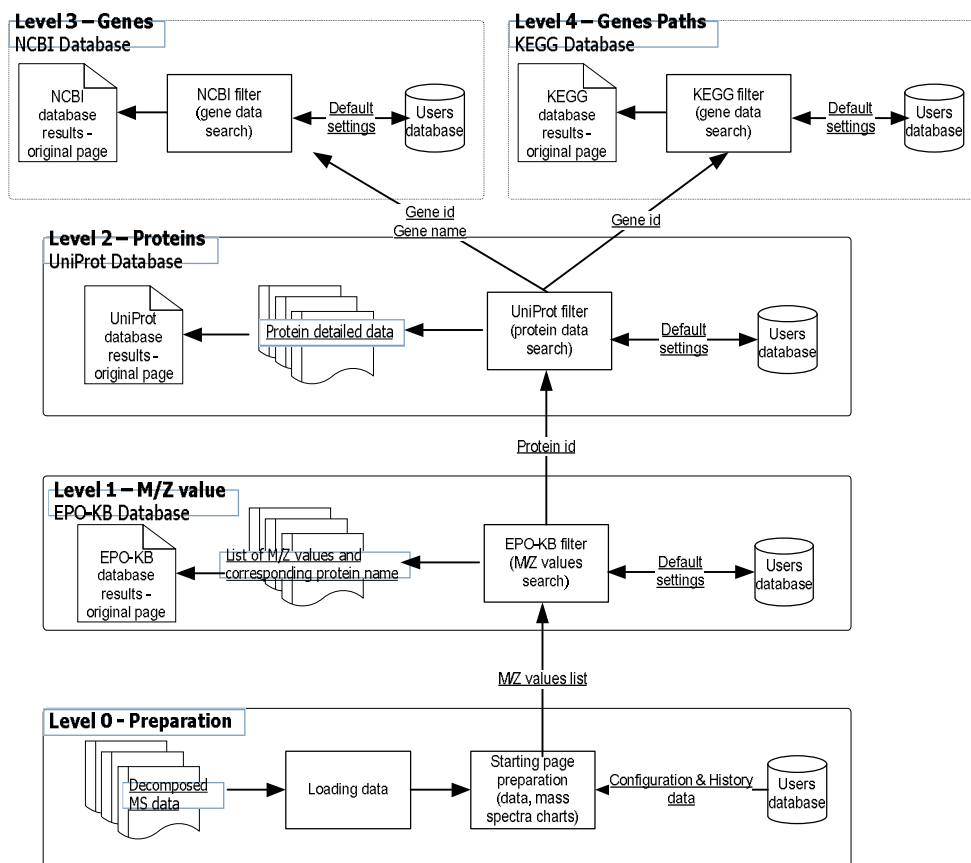 Level 3 – Genes
NCBI Database
NCBI
database
results -
original page
NCBI filter
(gene data
search)
Default
settings
Users
database
Level 4 – Genes Paths
KEGG Database
KEGG
database
results -
original page
KEGG filter
(gene data
search)
Default
settings
Users
database
Gene id
Gene name
Gene id
Level 2 – Proteins
UniProt Database
UniProt
database
results -
original page
Protein detailed data
UniProt filter
(protein data
search)
Default
settings
Users
database
Protein id
Level 1 – M/Z value
EPO-KB Database
EPO-KB
database
results -
original page
List of M/Z values and
corresponding protein name
EPO-KB filter
(M/Z values
search)
Default
settings
Users
database
M/Z values list
Level 0 - Preparation
Decomposed
MS data
Loading data
Starting page
preparation
(data, mass
spectra charts)
Configuration & History
data
Users
database